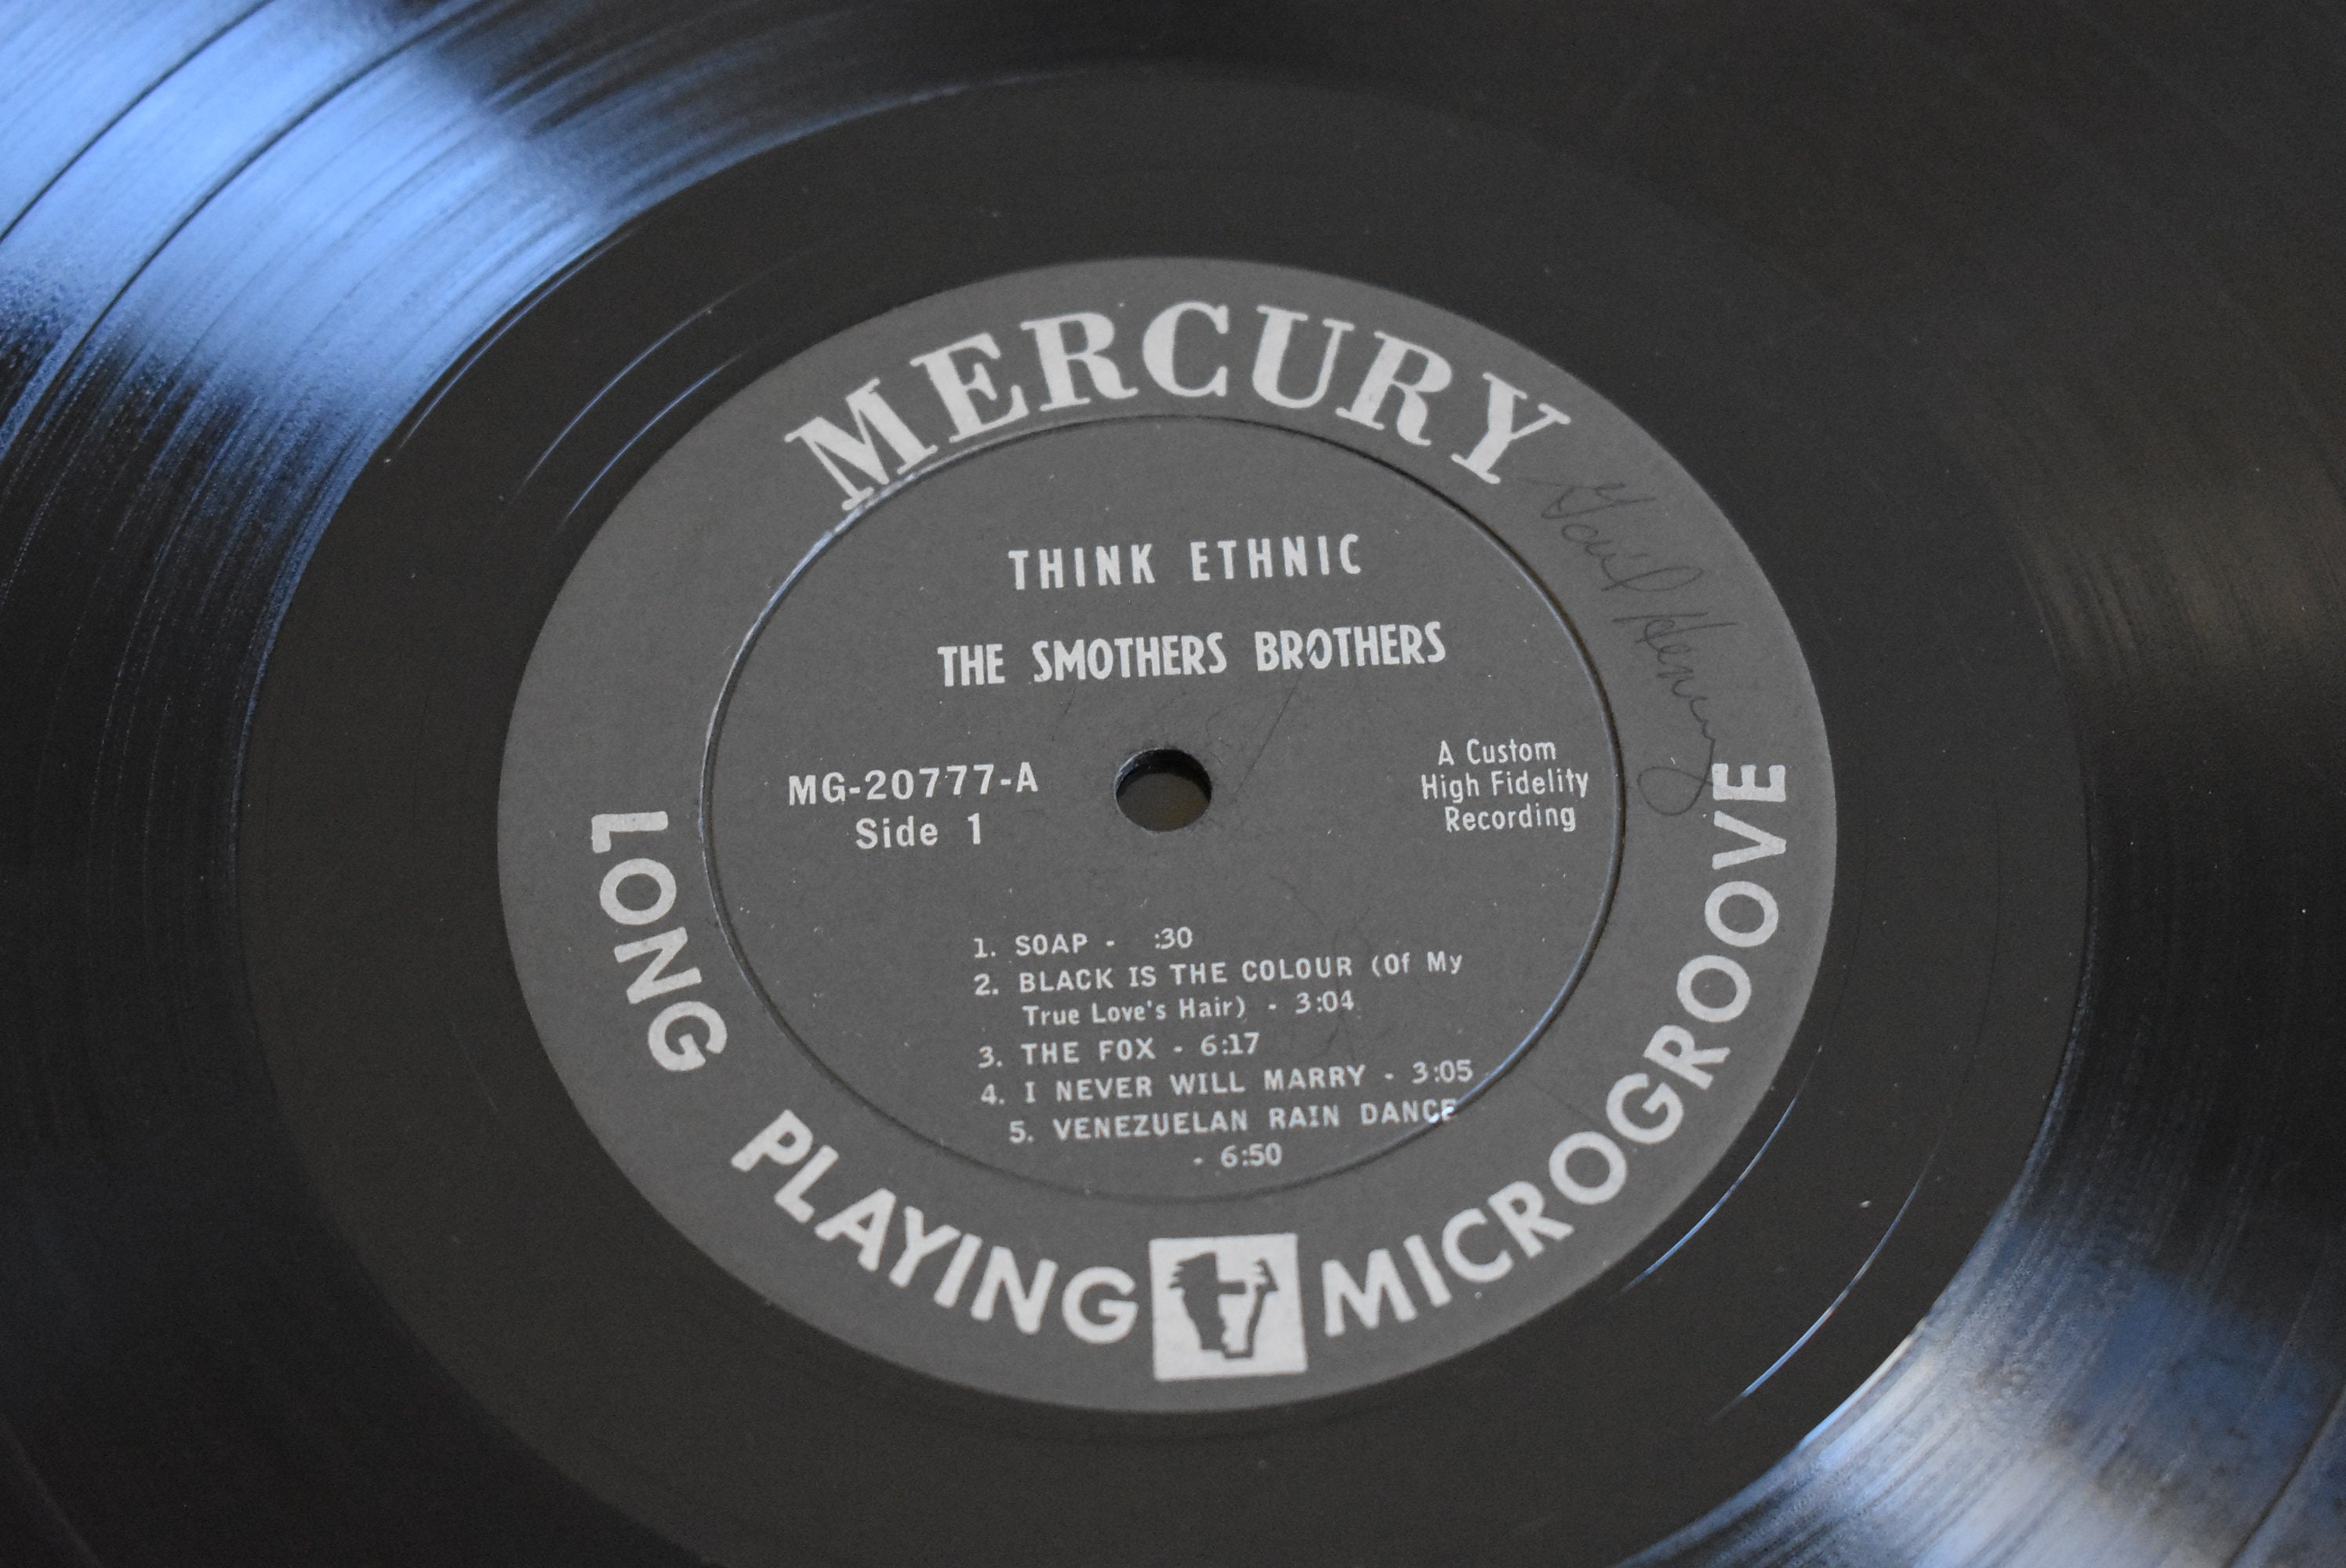 MERCURY
THINK ETHNIC
THE SMOTHERS BROTHERS
MG-20777-A
Side 1
A Custom
High Fidelity
Recording
1. SOAP - :30
2. BLACK IS THE COLOUR (Of My
True Love's Hair) - 3:04
3. THE FOX - 6:17
4. I NEVER WILL MARRY - 3:05
5. VENEZUELAN RAIN DANCE
- 6:50
LONG PLAYING MICROGROOVE